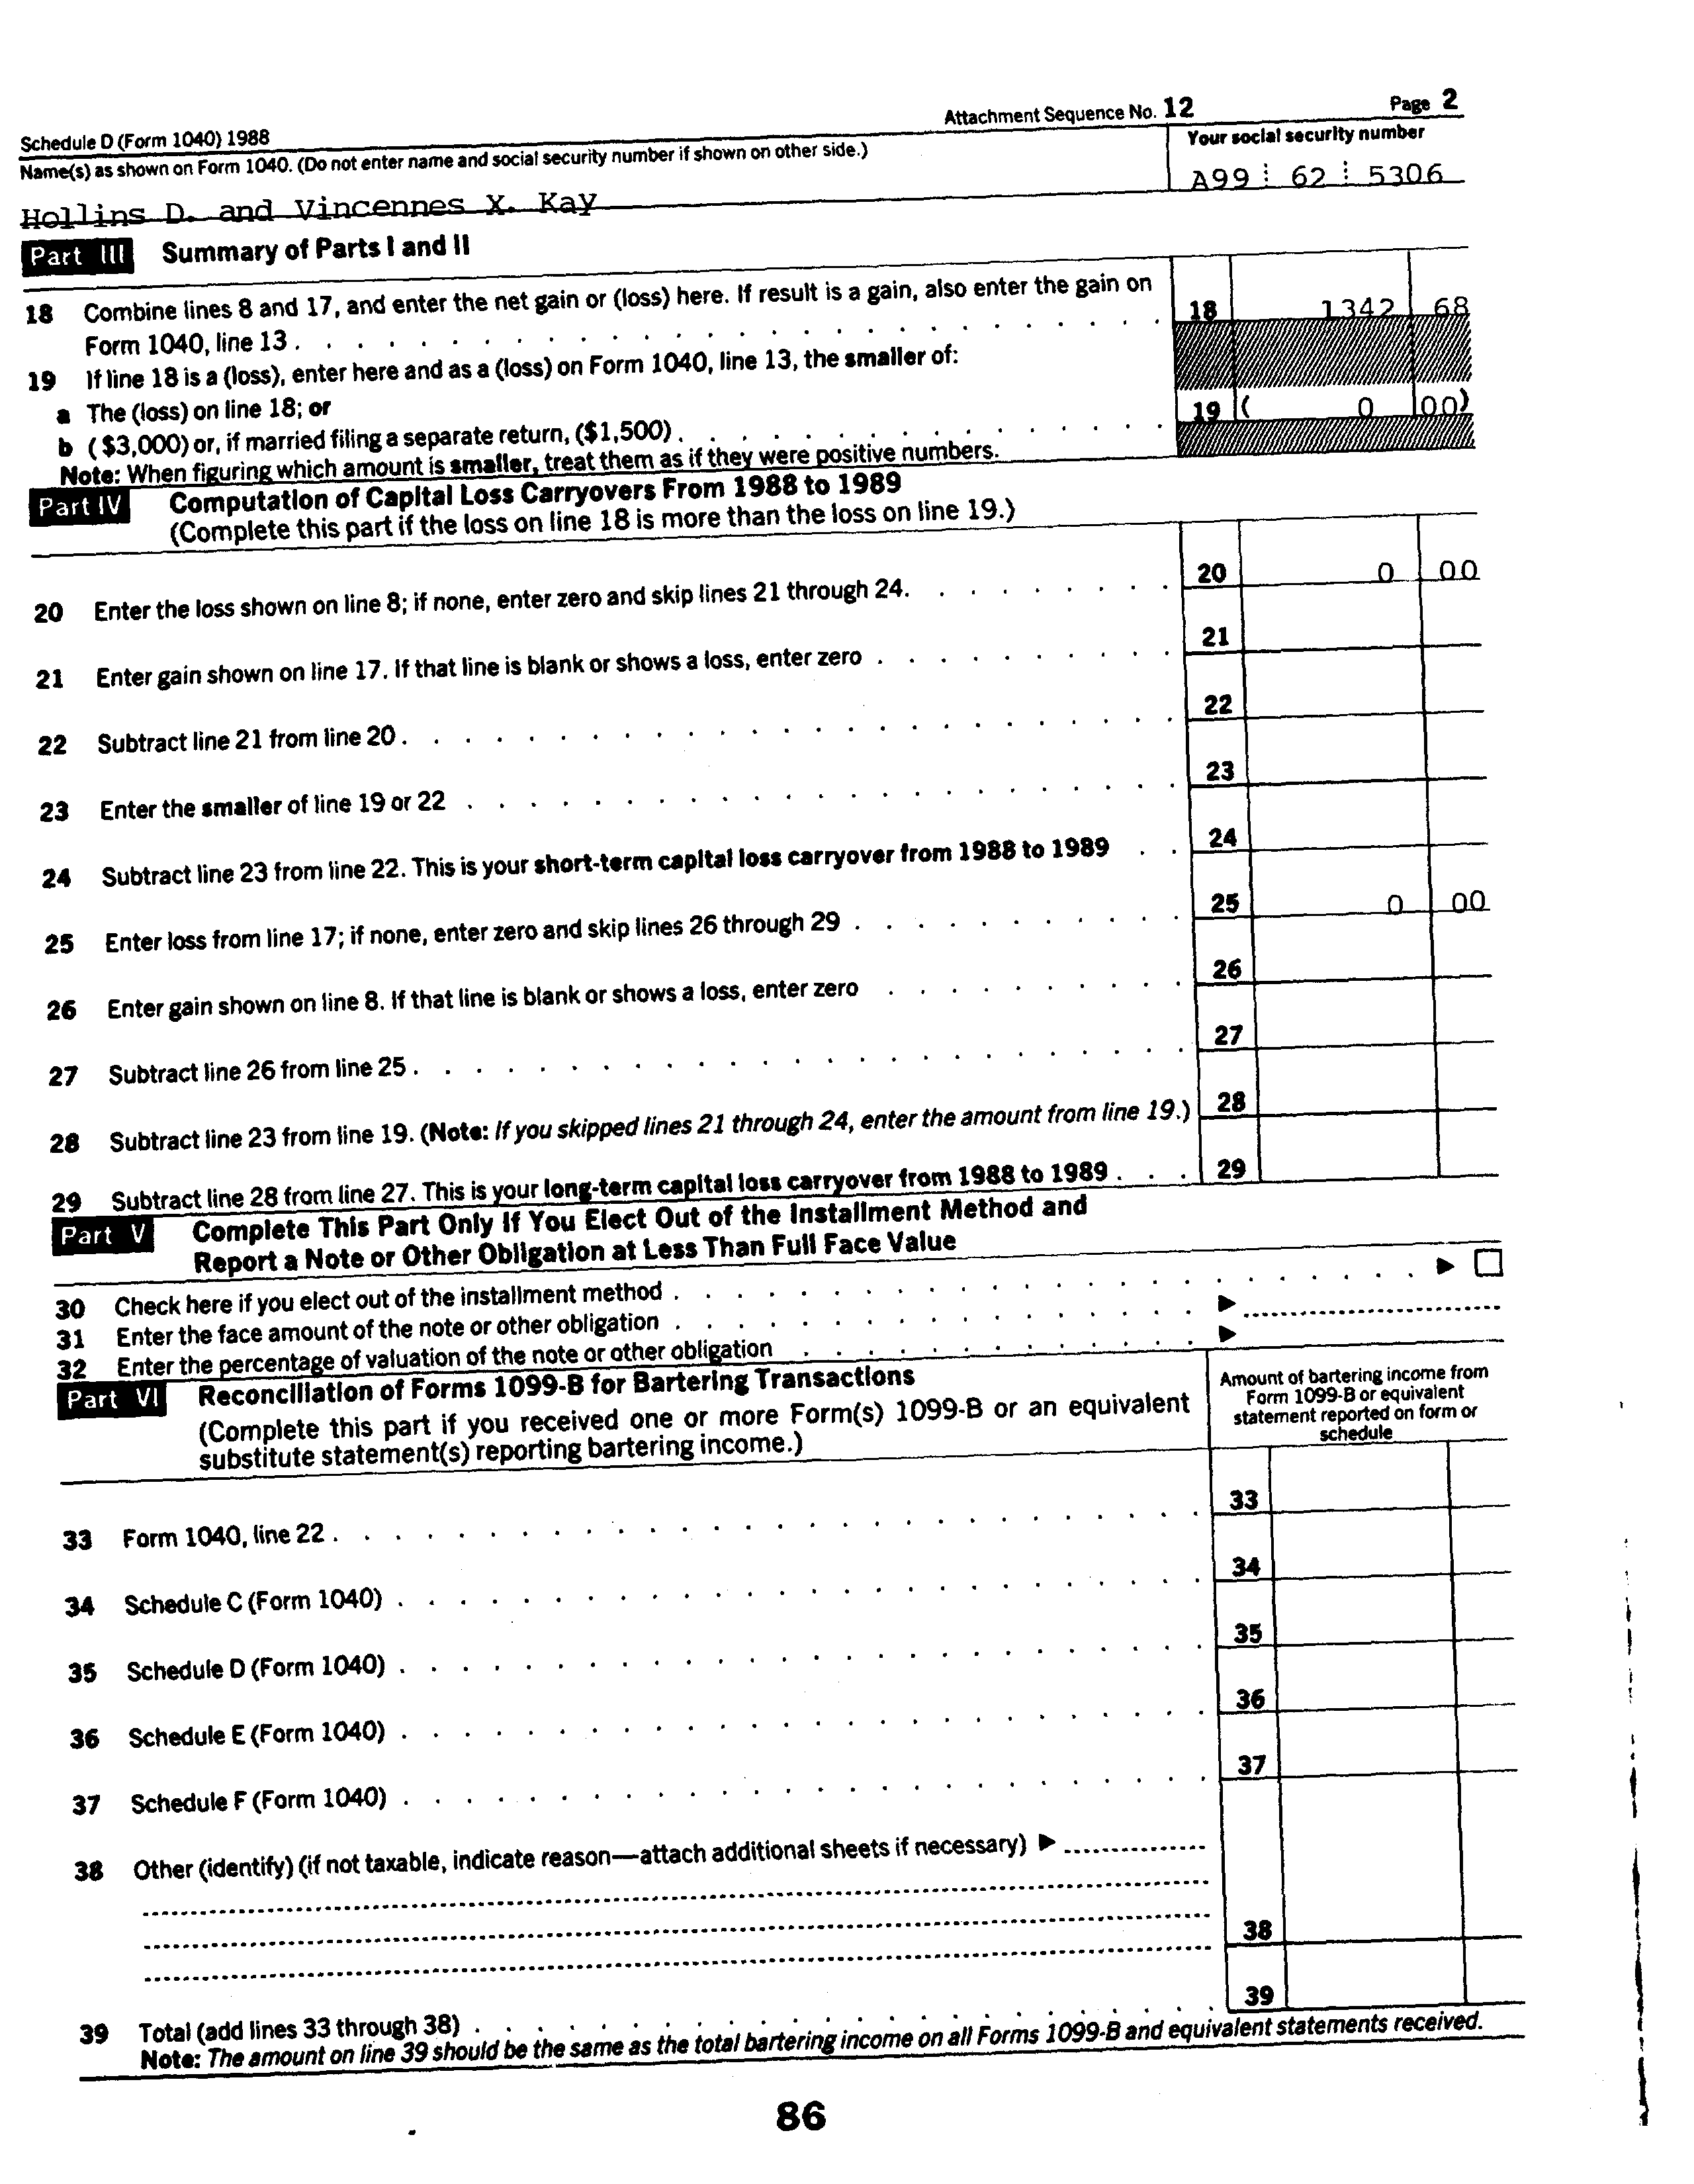 Schedule D (Form 1040) 1988 Attachment Sequence No. 12 Page 2
Name(s) as shown on Form 1040. (Do not enter name and social security number if shown on other side.) Your social security number
Hollins D. and Vincennes X. Kay A99 62 5306
Part III Summary of Parts I and II
18 Combine lines 8 and 17, and enter the net gain or (loss) here. If result is a gain, also enter the gain on
Form 1040, line 13 . . . . . . . . . . . . . . . . . . . . . . . . . . . 18 1342 68
19 If line 18 is a (loss), enter here and as a (loss) on Form 1040, line 13, the smaller of:
a The (loss) on line 18; or
b ($3,000) or, if married filing a separate return, ($1,500) . . . . . . . . . . . . . . . 19 ( 0 00)
Note: When figuring which amount is smaller, treat them as if they were positive numbers.
Part IV Computation of Capital Loss Carryovers From 1988 to 1989
(Complete this part if the loss on line 18 is more than the loss on line 19.)
20 Enter the loss shown on line 8; if none, enter zero and skip lines 21 through 24. . . . . . . . . 20 0 00
21 Enter gain shown on line 17. If that line is blank or shows a loss, enter zero . . . . . . . . . . 21
22 Subtract line 21 from line 20 . . . . . . . . . . . . . . . . . . . . . . . . . 22
23 Enter the smaller of line 19 or 22 . . . . . . . . . . . . . . . . . . . . . . . 23
24 Subtract line 23 from line 22. This is your short-term capital loss carryover from 1988 to 1989 . . 24
25 Enter loss from line 17; if none, enter zero and skip lines 26 through 29 . . . . . . . . . . . 25 0 00
26 Enter gain shown on line 8. If that line is blank or shows a loss, enter zero . . . . . . . . . . 26
27 Subtract line 26 from line 25 . . . . . . . . . . . . . . . . . . . . . . . . . 27
28 Subtract line 23 from line 19. (Note: If you skipped lines 21 through 24, enter the amount from line 19.) 28
29 Subtract line 28 from line 27. This is your long-term capital loss carryover from 1988 to 1989 . . . 29
Part V Complete This Part Only If You Elect Out of the Installment Method and
Report a Note or Other Obligation at Less Than Full Face Value
30 Check here if you elect out of the installment method . . . . . . . . . . . . . . . . . . . . . . . . ▶ ☐
31 Enter the face amount of the note or other obligation . . . . . . . . . . . . . . . . . ▶
32 Enter the percentage of valuation of the note or other obligation . . . . . . . . . . . . . ▶
Part VI Reconciliation of Forms 1099-B for Bartering Transactions
(Complete this part if you received one or more Form(s) 1099-B or an equivalent
substitute statement(s) reporting bartering income.)
Amount of bartering income from
Form 1099-B or equivalent
statement reported on form or
schedule
33 Form 1040, line 22 . . . . . . . . . . . . . . . . . . . . . . . . . . . . 33
34 Schedule C (Form 1040) . . . . . . . . . . . . . . . . . . . . . . . . . . 34
35 Schedule D (Form 1040) . . . . . . . . . . . . . . . . . . . . . . . . . . 35
36 Schedule E (Form 1040) . . . . . . . . . . . . . . . . . . . . . . . . . . 36
37 Schedule F (Form 1040) . . . . . . . . . . . . . . . . . . . . . . . . . . 37
38 Other (identify) (if not taxable, indicate reason—attach additional sheets if necessary) ▶
38
39 Total (add lines 33 through 38) . . . . . . . . . . . . . . . . . . . . . . . . 39
Note: The amount on line 39 should be the same as the total bartering income on all Forms 1099-B and equivalent statements received.
86